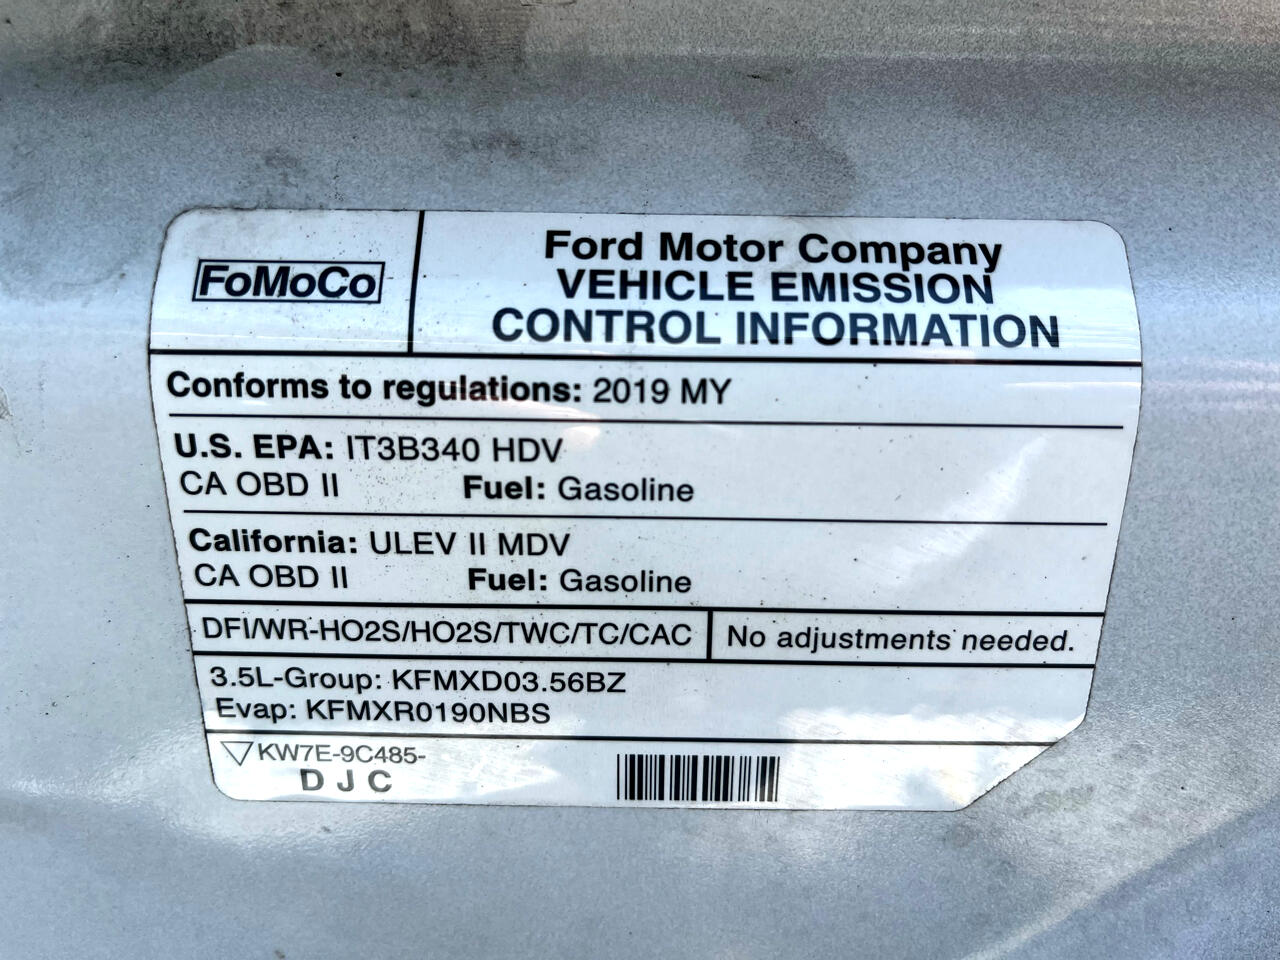 FoMoCo
Ford Motor Company
VEHICLE EMISSION
CONTROL INFORMATION
Conforms to regulations: 2019 MY
U.S. EPA: IT3B340 HDV
CA OBD II Fuel: Gasoline
California: ULEV II MDV
CA OBD II Fuel: Gasoline
DFI/WR-HO2S/HO2S/TWC/TC/CAC No adjustments needed.
3.5L-Group: KFMXD03.56BZ
Evap: KFMXR0190NBS
KW7E-9C485-
D J C